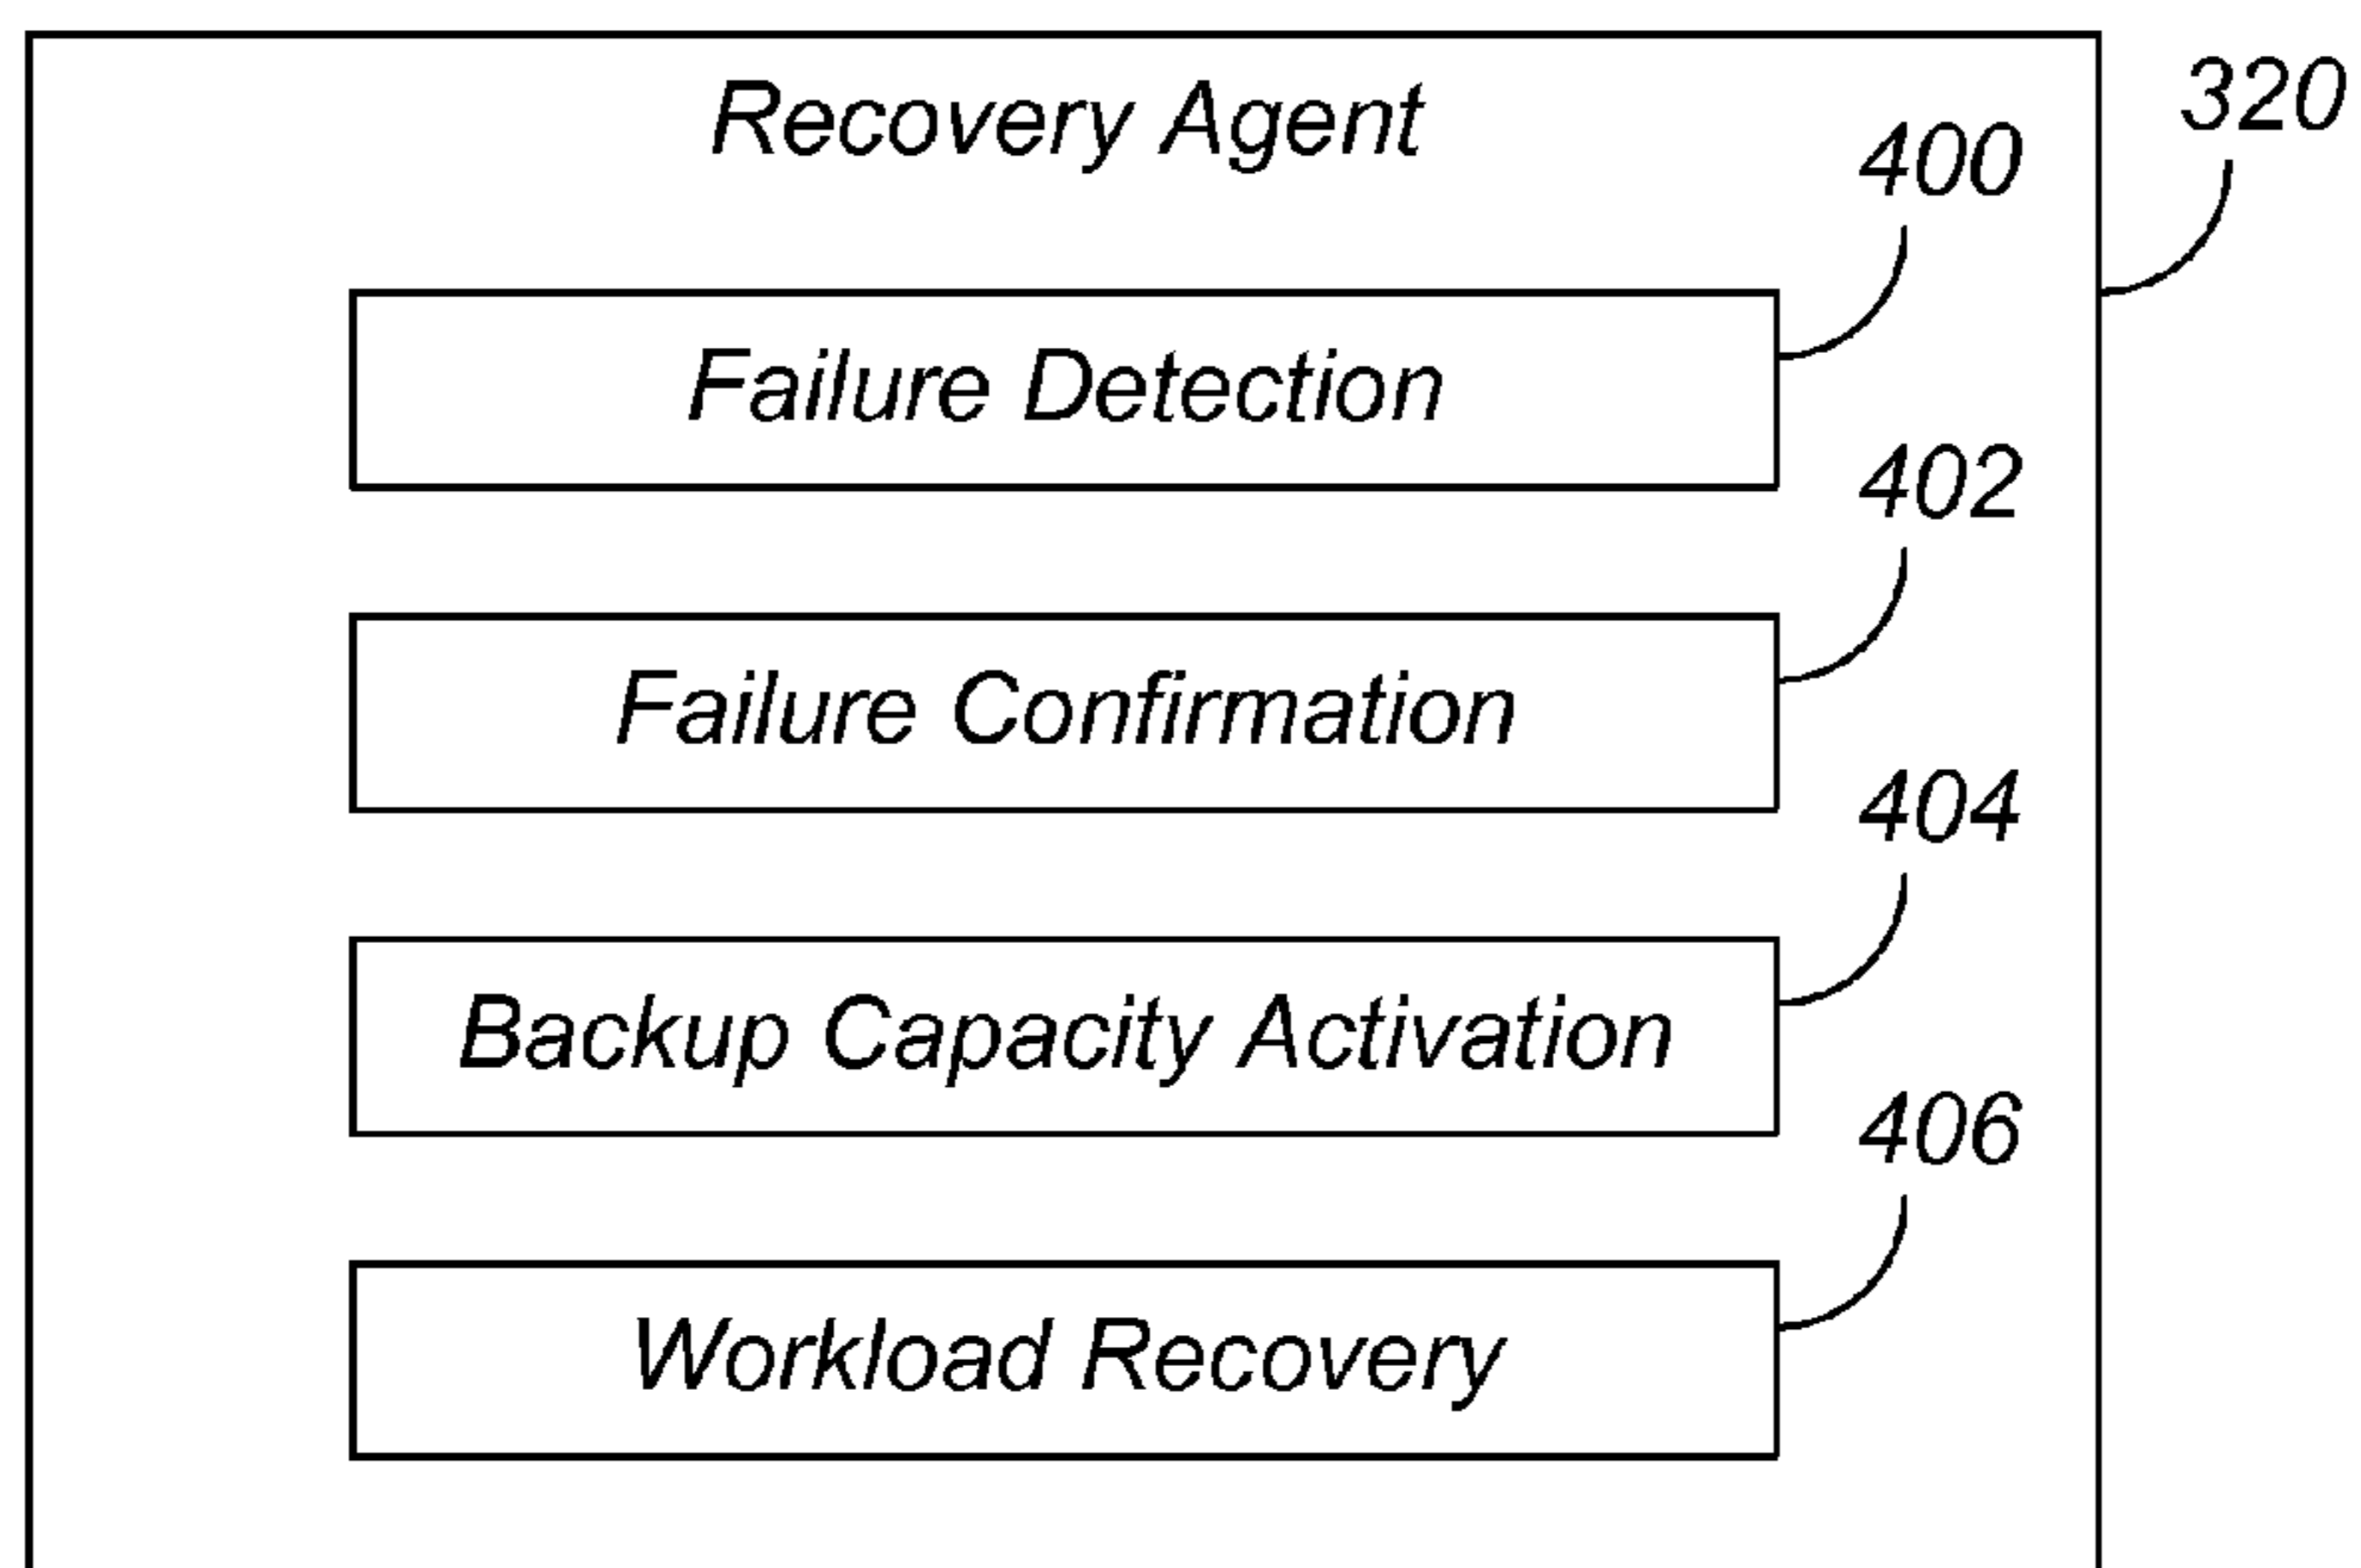 Recovery Agent
320
400
Failure Detection
402
Failure Confirmation
404
Backup Capacity Activation
406
Workload Recovery